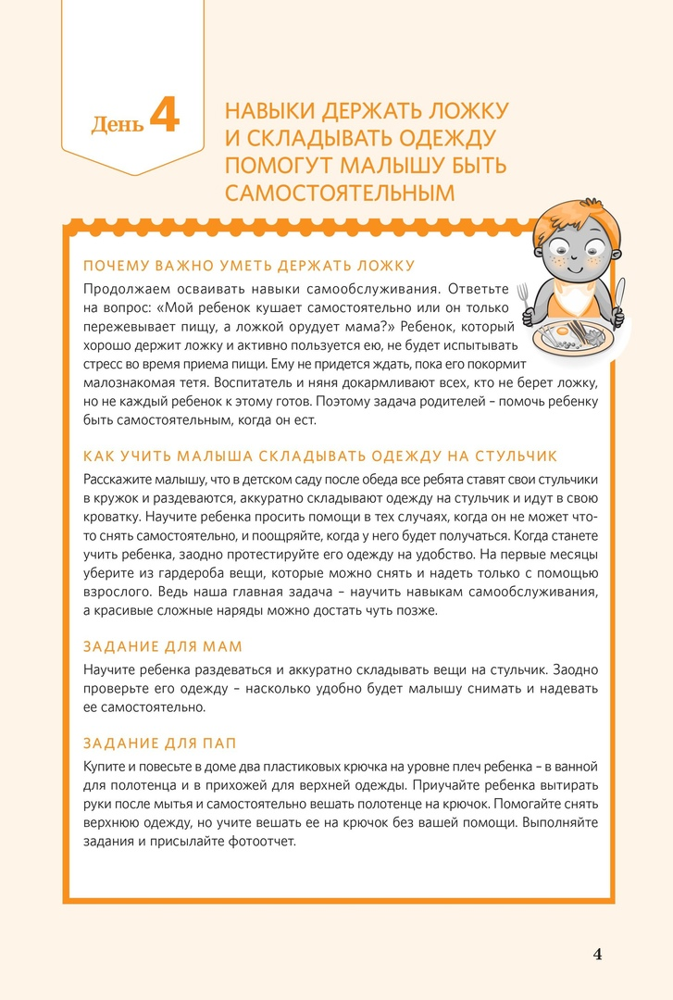 День 4
НАВЫКИ ДЕРЖАТЬ ЛОЖКУ
И СКЛАДЫВАТЬ ОДЕЖДУ
ПОМОГУТ МАЛЫШУ БЫТЬ
САМОСТОЯТЕЛЬНЫМ
ПОЧЕМУ ВАЖНО УМЕТЬ ДЕРЖАТЬ ЛОЖКУ
Продолжаем осваивать навыки самообслуживания. Ответьте
на вопрос: «Мой ребенок кушает самостоятельно или он только
пережевывает пищу, а ложкой орудует мама?» Ребенок, который
хорошо держит ложку и активно пользуется ею, не будет испытывать
стресс во время приема пищи. Ему не придется ждать, пока его покормит
малознакомая тетя. Воспитатель и няня докармливают всех, кто не берет ложку,
но не каждый ребенок к этому готов. Поэтому задача родителей – помочь ребенку
быть самостоятельным, когда он ест.
КАК УЧИТЬ МАЛЫША СКЛАДЫВАТЬ ОДЕЖДУ НА СТУЛЬЧИК
Расскажите малышу, что в детском саду после обеда все ребята ставят свои стульчики
в кружок и раздеваются, аккуратно складывают одежду на стульчик и идут в свою
кроватку. Научите ребенка просить помощи в тех случаях, когда он не может что-
то снять самостоятельно, и поощряйте, когда у него будет получаться. Когда станете
учить ребенка, заодно протестируйте его одежду на удобство. На первые месяцы
уберите из гардероба вещи, которые можно снять и надеть только с помощью
взрослого. Ведь наша главная задача – научить навыкам самообслуживания,
а красивые сложные наряды можно достать чуть позже.
ЗАДАНИЕ ДЛЯ МАМ
Научите ребенка раздеваться и аккуратно складывать вещи на стульчик. Заодно
проверьте его одежду – насколько удобно будет малышу снимать и надевать
ее самостоятельно.
ЗАДАНИЕ ДЛЯ ПАП
Купите и повесьте в доме два пластиковых крючка на уровне плеч ребенка – в ванной
для полотенца и в прихожей для верхней одежды. Приучайте ребенка вытирать
руки после мытья и самостоятельно вешать полотенце на крючок. Помогайте снять
верхнюю одежду, но учите вешать ее на крючок без вашей помощи. Выполняйте
задания и присылайте фотоотчет.
4